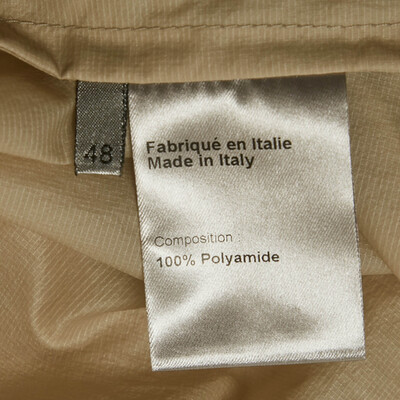 48
Fabriqué en Italie
Made in Italy
Composition :
100% Polyamide